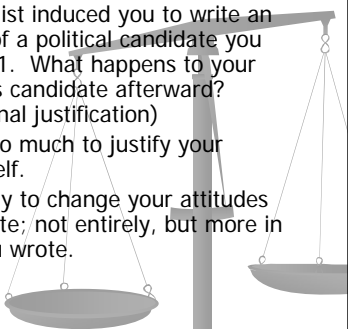 ist induced you to write an
of a political candidate you
1. What happens to your
s candidate afterward?
nal justification)
o much to justify your
elf.
y to change your attitudes
te; not entirely, but more in
u wrote.